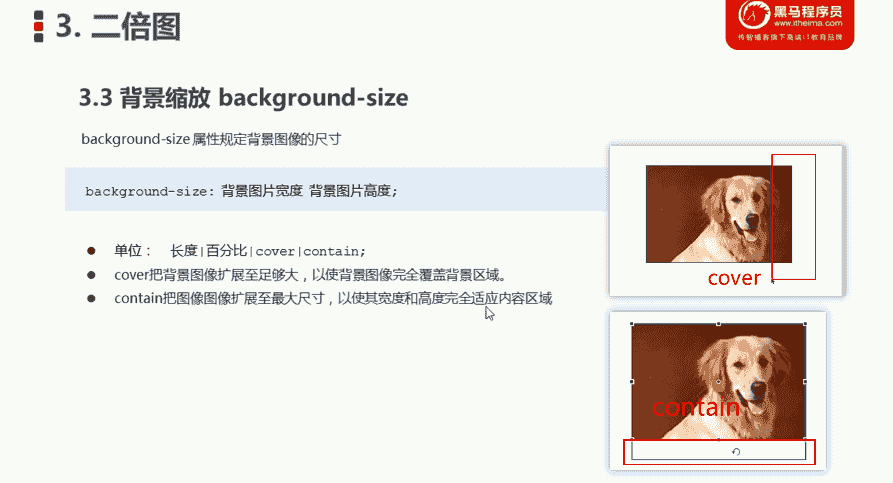 3. 二倍图
黑马程序员
www.itheima.com
传智播客旗下高端IT教育品牌
3.3 背景缩放 background-size
background-size 属性规定背景图像的尺寸
background-size: 背景图片宽度 背景图片高度;
单位： 长度|百分比|cover|contain;
cover把背景图像扩展至足够大，以使背景图像完全覆盖背景区域。
contain把图像图像扩展至最大尺寸，以使其宽度和高度完全适应内容区域
cover
contain